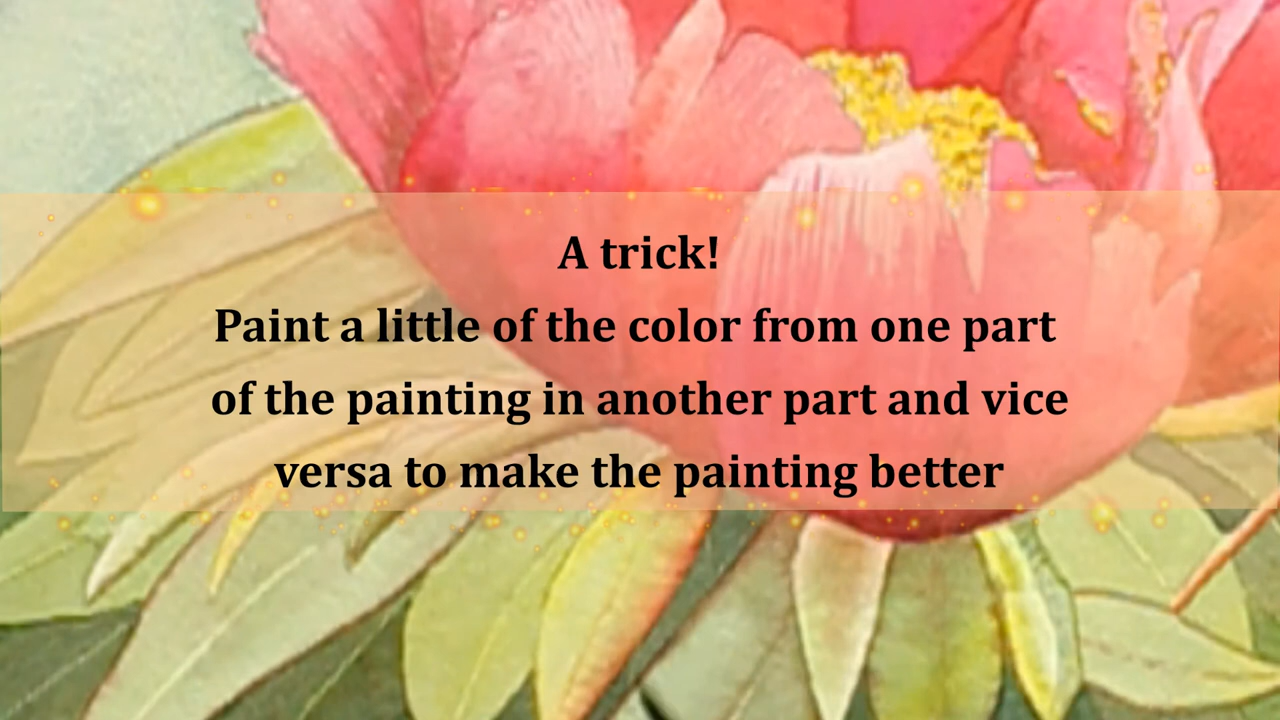 A trick!
Paint a little of the color from one part
of the painting in another part and vice
versa to make the painting better